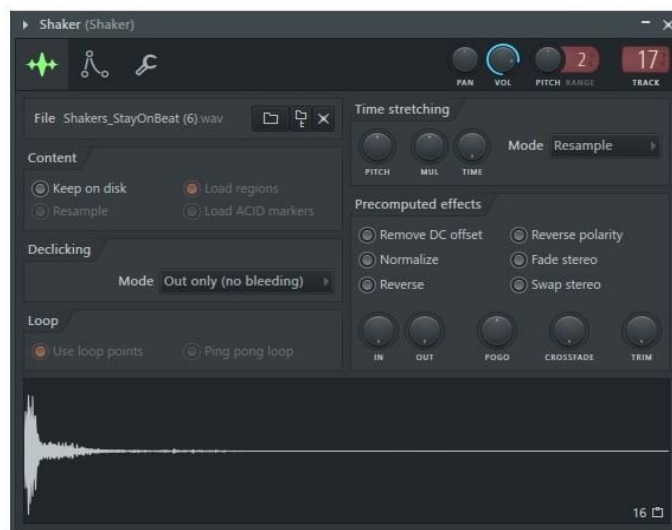 Shaker (Shaker)
2
17
PAN
VOL
PITCH RANGE
TRACK
File Shakers_StayOnBeat (6).wav
Content
Keep on disk
Load regions
Resample
Load ACID markers
Declicking
Mode Out only (no bleeding)
Loop
Use loop points
Ping pong loop
Time stretching
PITCH
MUL
TIME
Mode Resample
Precomputed effects
Remove DC offset
Reverse polarity
Normalize
Fade stereo
Reverse
Swap stereo
IN
OUT
POGO
CROSSFADE
TRIM
16